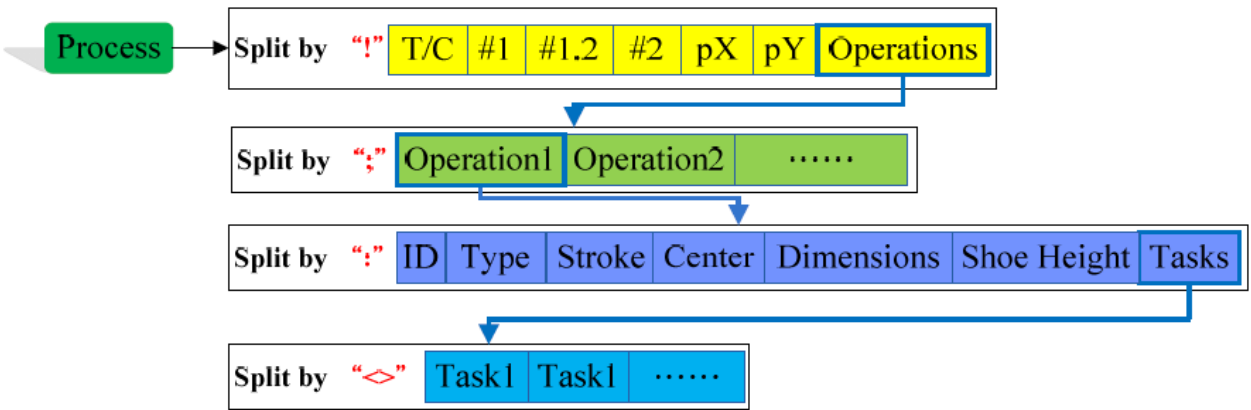 Process
Split by “!” T/C #1 #1.2 #2 pX pY Operations
Split by “;” Operation1 Operation2 ······
Split by “:” ID Type Stroke Center Dimensions Shoe Height Tasks
Split by “<>” Task1 Task1 ······